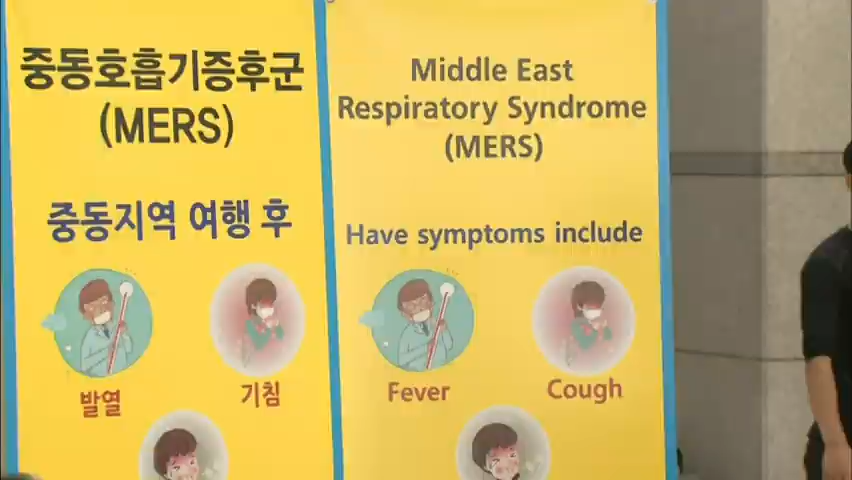 중동호흡기증후군
(MERS)
중동지역 여행 후
발열
기침
Middle East
Respiratory Syndrome
(MERS)
Have symptoms include
Fever
Cough